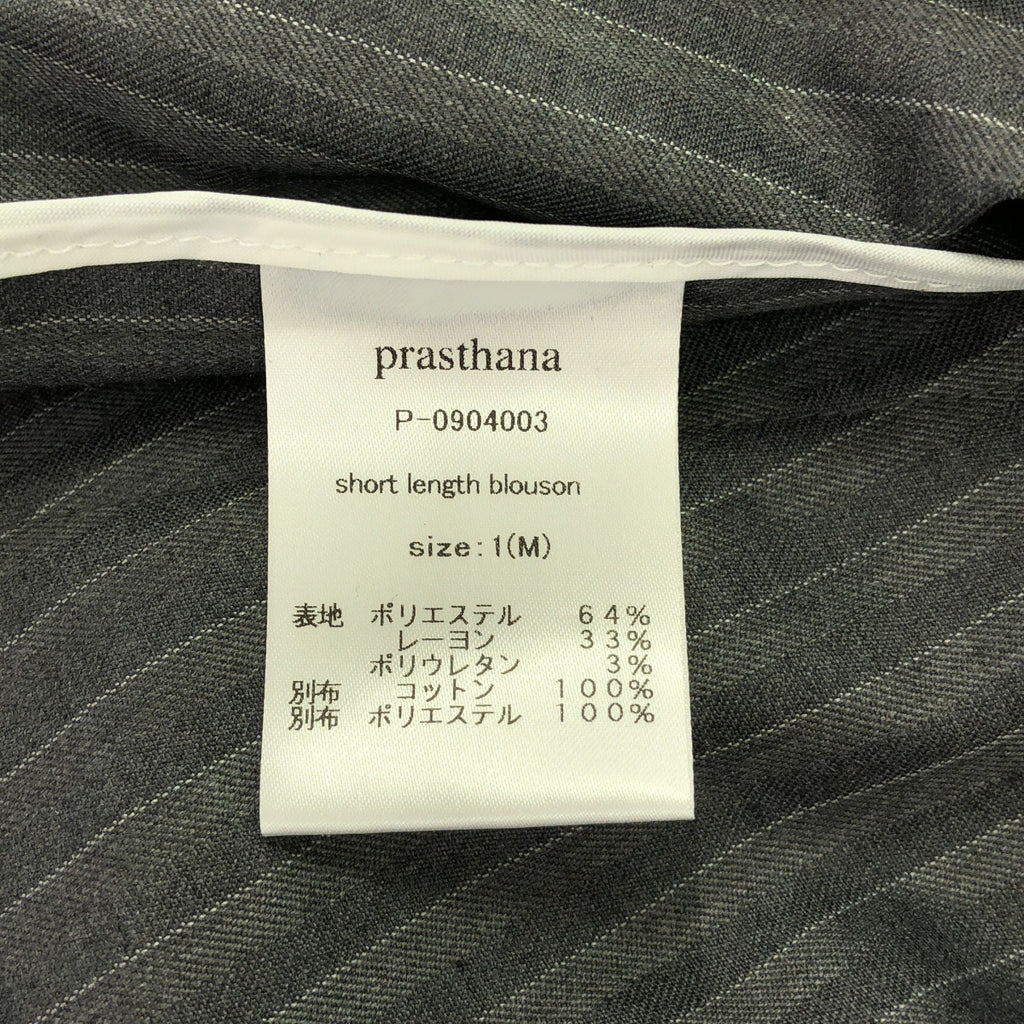 prasthana
P-0904003
short length blouson
size:1(M)
表地 ポリエステル 64%
レーヨン 33%
ポリウレタン 3%
別布 コットン 100%
別布 ポリエステル 100%